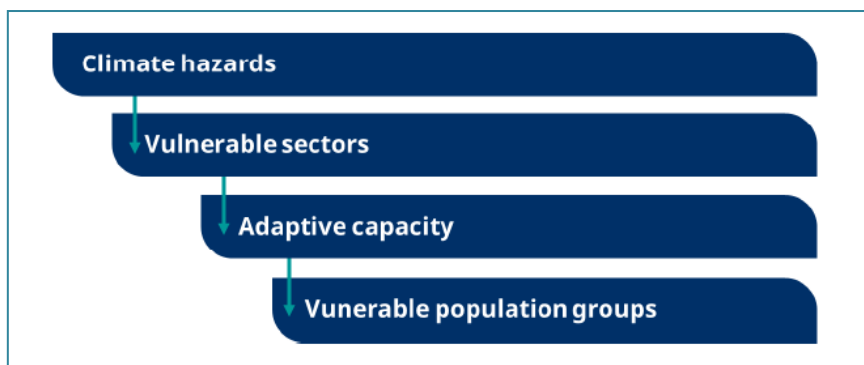 Climate hazards
Vulnerable sectors
Adaptive capacity
Vunerable population groups